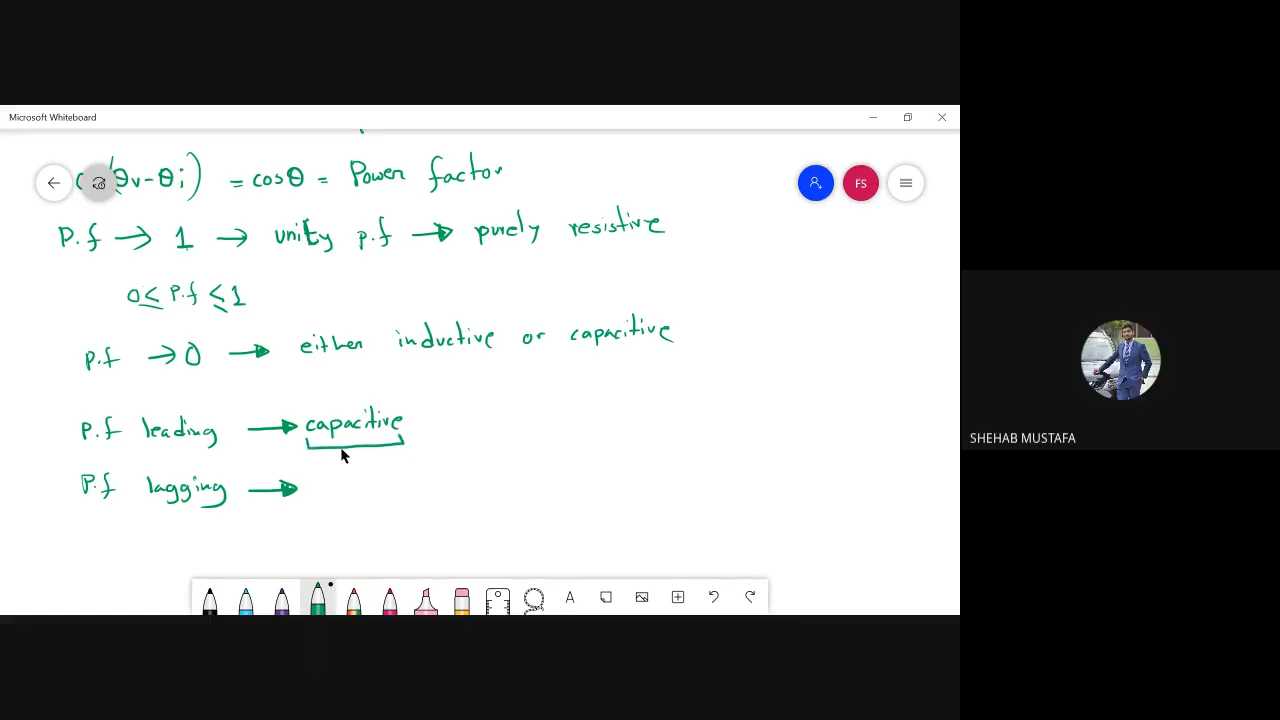 Microsoft Whiteboard
(θv-θi) = cosθ = Power factor
FS
P.f → 1 → unity p.f → purely resistive
0 ≤ P.f ≤ 1
p.f → 0 → either inductive or capacitive
p.f leading → capacitive
P.f lagging →
SHEHAB MUSTAFA
A